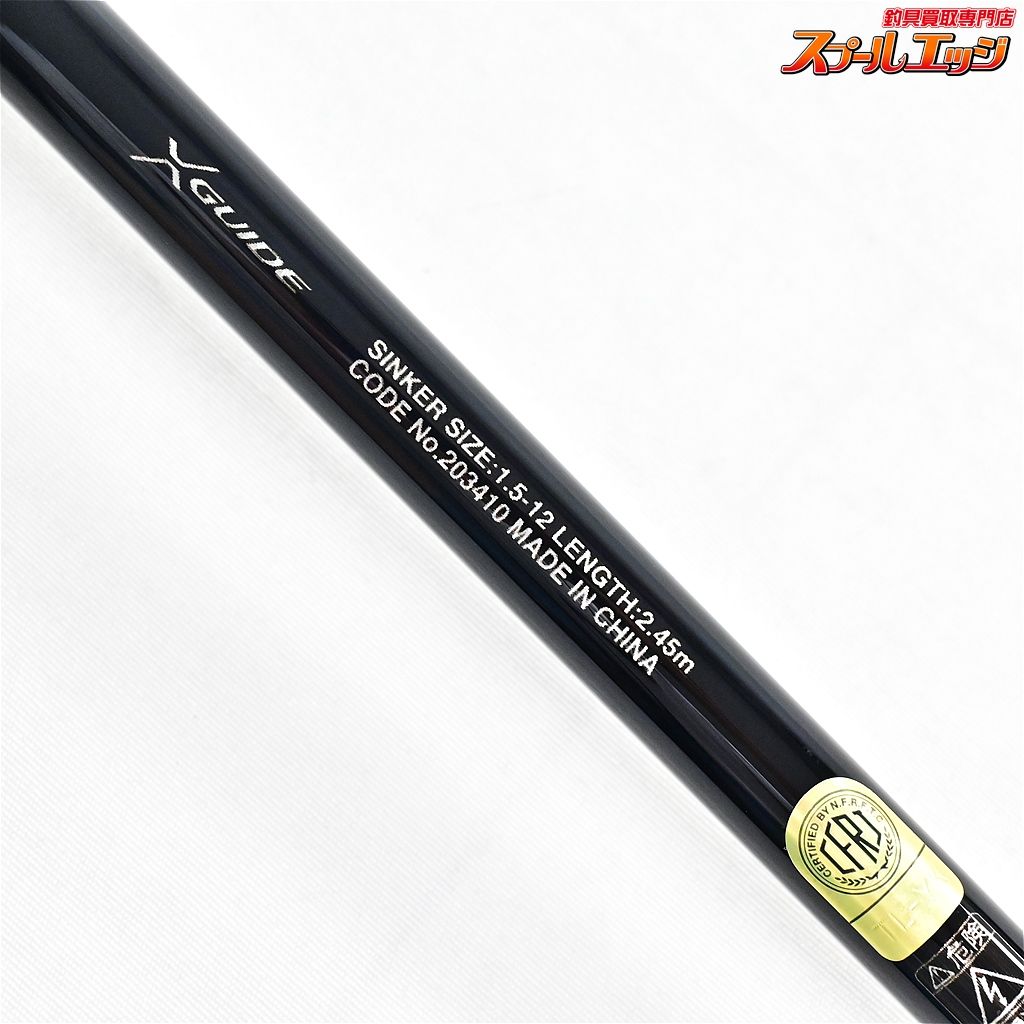 釣具買取専門店
スプールエッジ
XGUIDE
SINKER SIZE:1.5-12 LENGTH:2.45m
CODE No.203410 MADE IN CHINA
CERTIFIED BY N.F.R.F.T.C.
CFRJ
危険